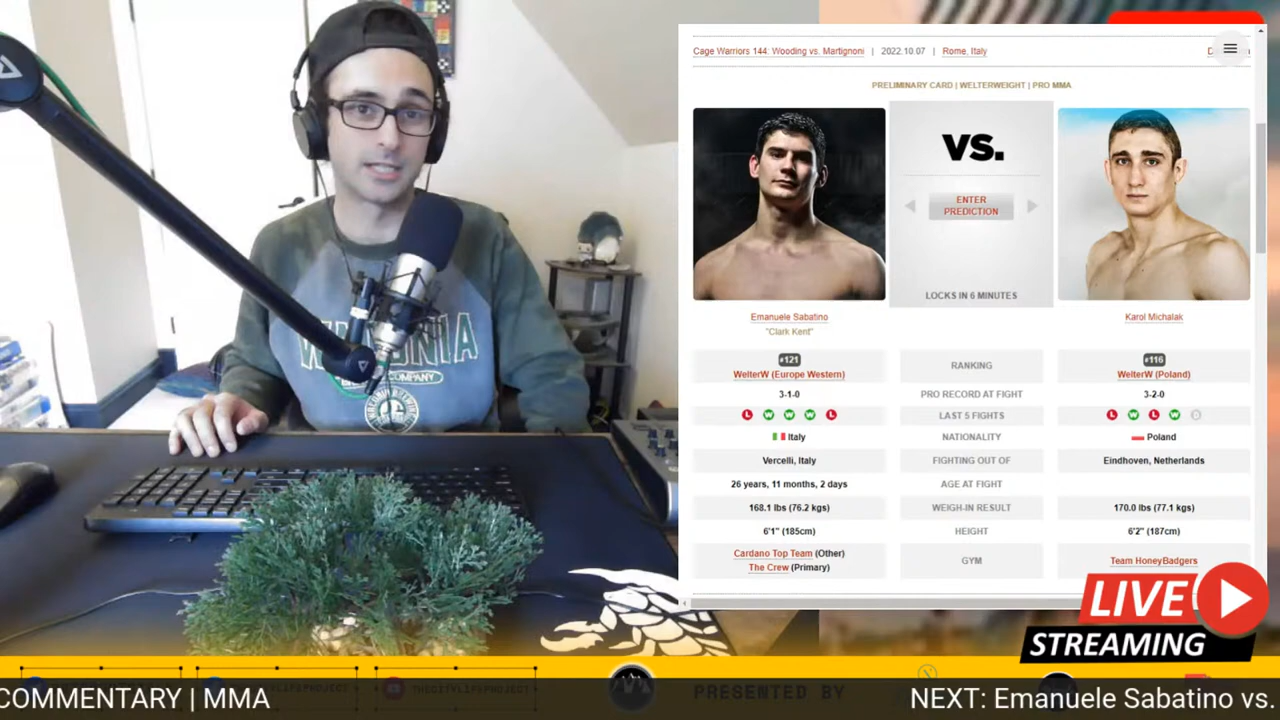 Cage Warriors 144: Wooding vs. Martignoni | 2022.10.07 | Rome, Italy
PRELIMINARY CARD | WELTERWEIGHT | PRO MMA
VS.
ENTER
PREDICTION
LOCKS IN 6 MINUTES
Emanuele Sabatino
"Clark Kent"
Karol Michalak
#121
WelterW (Europe Western)
RANKING
#116
WelterW (Poland)
3-1-0 PRO RECORD AT FIGHT 3-2-0
L W W W L LAST 5 FIGHTS L W L W
Italy NATIONALITY Poland
Vercelli, Italy FIGHTING OUT OF Eindhoven, Netherlands
26 years, 11 months, 2 days AGE AT FIGHT
168.1 lbs (76.2 kgs) WEIGH-IN RESULT 170.0 lbs (77.1 kgs)
6'1" (185cm) HEIGHT 6'2" (187cm)
Cardano Top Team (Other)
The Crew (Primary)
GYM
Team HoneyBadgers
LIVE
STREAMING
THECITYLIFEPROJECT
PRESENTED BY
COMMENTARY | MMA
NEXT: Emanuele Sabatino vs.